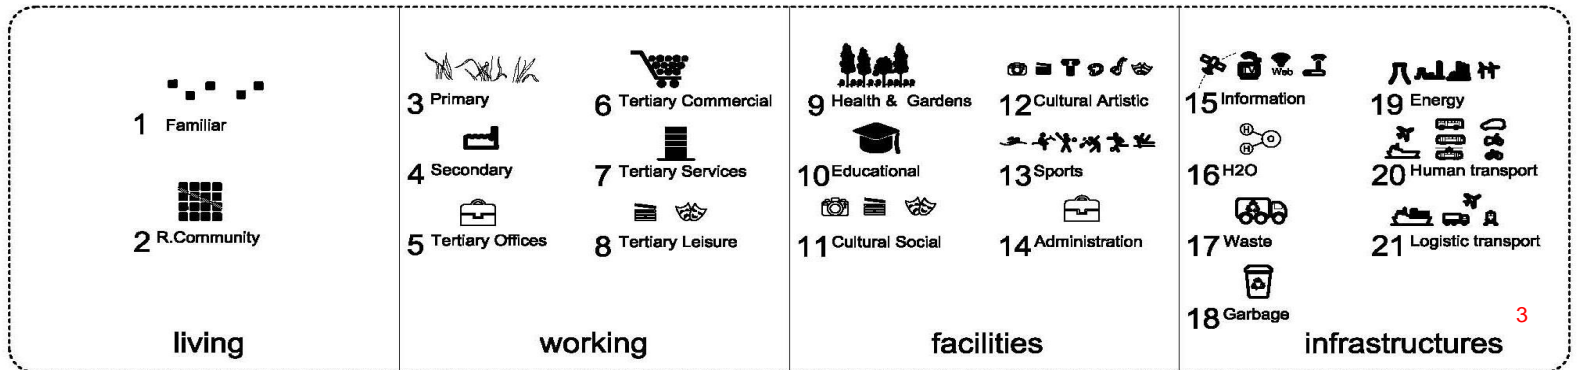 1 Familiar
2 R.Community
living
3 Primary
4 Secondary
5 Tertiary Offices
6 Tertiary Commercial
7 Tertiary Services
8 Tertiary Leisure
working
9 Health & Gardens
10 Educational
11 Cultural Social
12 Cultural Artistic
13 Sports
14 Administration
facilities
TV
Web
15 Information
H
O
H
16 H2O
17 Waste
18 Garbage
19 Energy
20 Human transport
21 Logistic transport
3
infrastructures